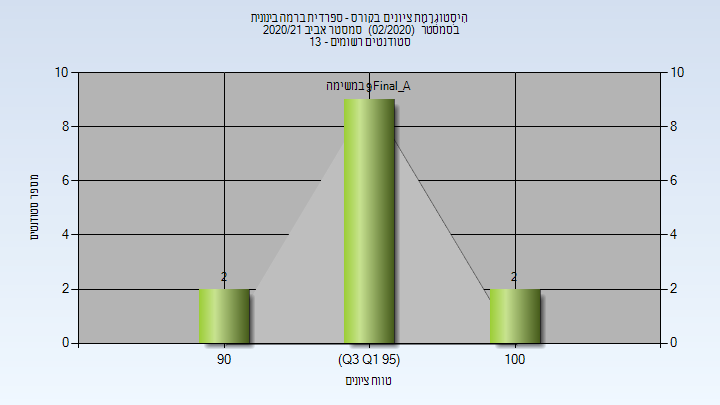 היסטוגרמת ציונים בקורס - ספרדית ברמה בינונית
בסמסטר (02/2020) סמסטר אביב 2020/21
סטודנטים רשומים - 13
במשימה Final_A
10
8
6
4
2
0
10
8
6
4
2
0
מספר סטודנטים
2
9
2
90
(Q3 Q1 95)
100
טווח ציונים